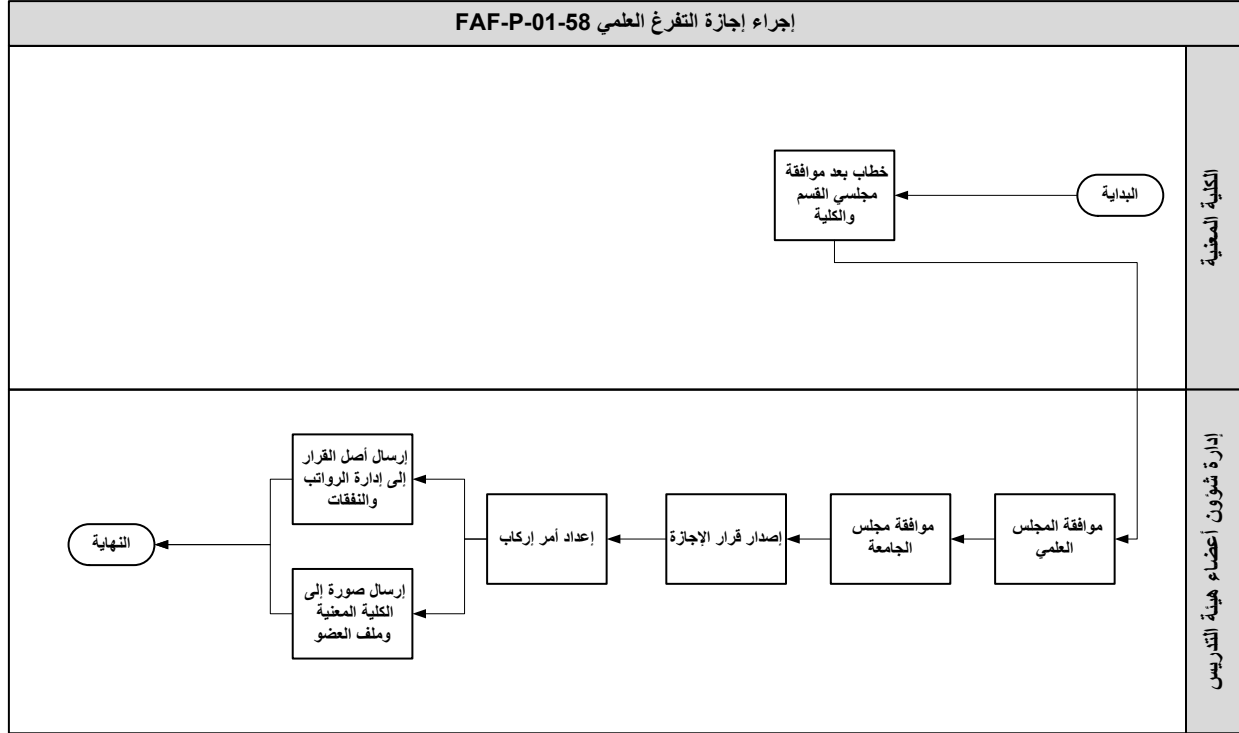 إجراء إجازة التفرغ العلمي FAF-P-01-58
الكلية المعنية
البداية
خطاب بعد موافقة
مجلسي القسم
والكلية
إدارة شؤون أعضاء هيئة التدريس
موافقة المجلس
العلمي
موافقة مجلس
الجامعة
إصدار قرار الإجازة
إعداد أمر إركاب
إرسال أصل القرار
إلى إدارة الرواتب
والنفقات
إرسال صورة إلى
الكلية المعنية
وملف العضو
النهاية